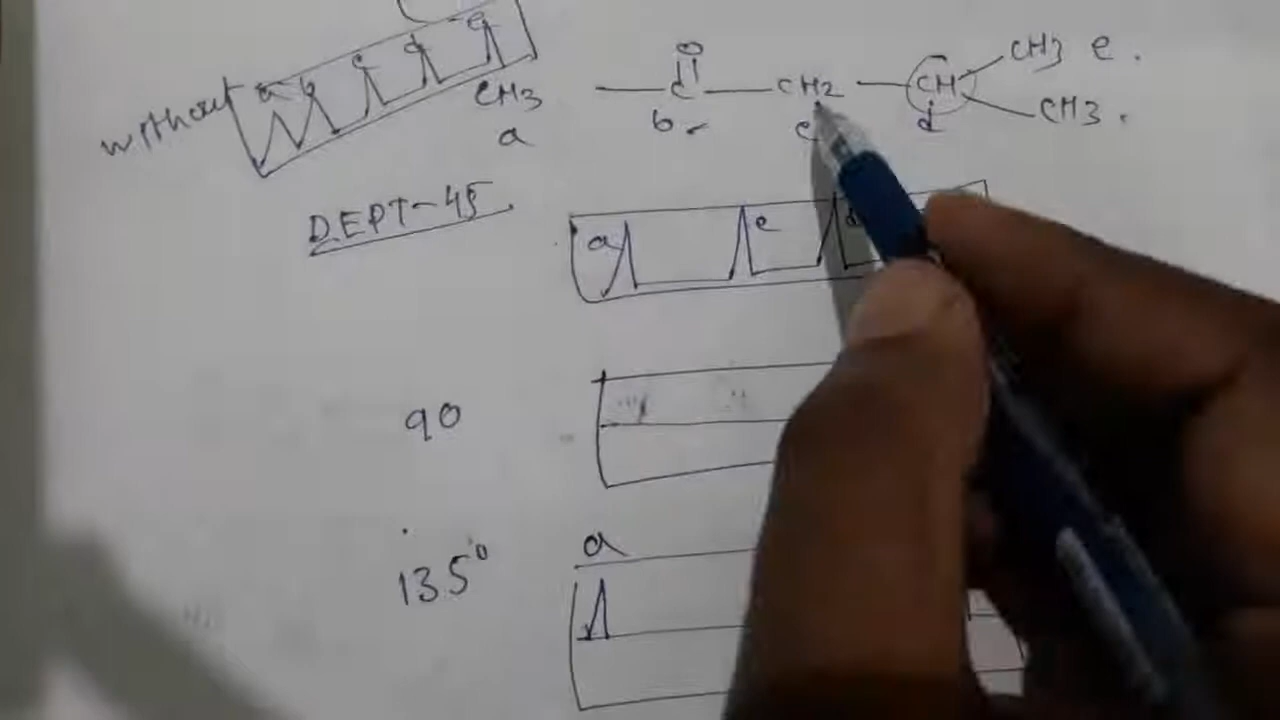 without a b c d e
O
CH3 — C — CH2 — CH CH3 e.
CH3.
a b c d
DEPT-45
a c d
90
135°
a